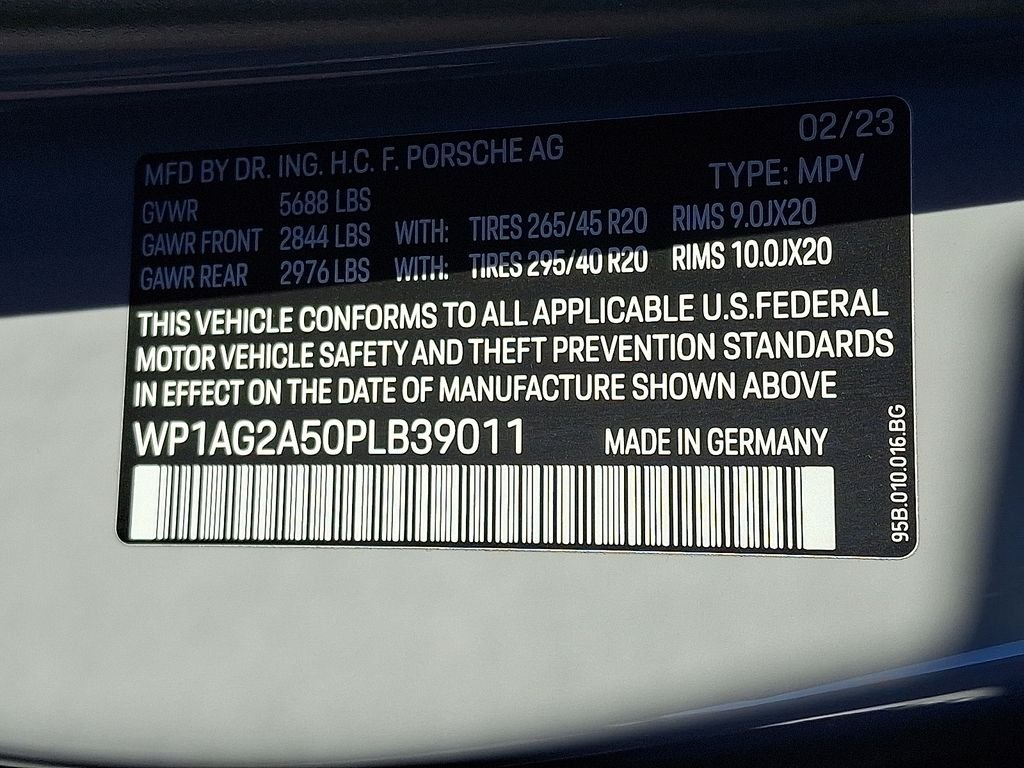 02/23
MFD BY DR. ING. H.C. F. PORSCHE AG
TYPE: MPV
GVWR 5688 LBS
GAWR FRONT 2844 LBS WITH: TIRES 265/45 R20 RIMS 9.0JX20
GAWR REAR 2976 LBS WITH: TIRES 295/40 R20 RIMS 10.0JX20
THIS VEHICLE CONFORMS TO ALL APPLICABLE U.S.FEDERAL
MOTOR VEHICLE SAFETY AND THEFT PREVENTION STANDARDS
IN EFFECT ON THE DATE OF MANUFACTURE SHOWN ABOVE
WP1AG2A50PLB39011 MADE IN GERMANY
95B.010.016.BG